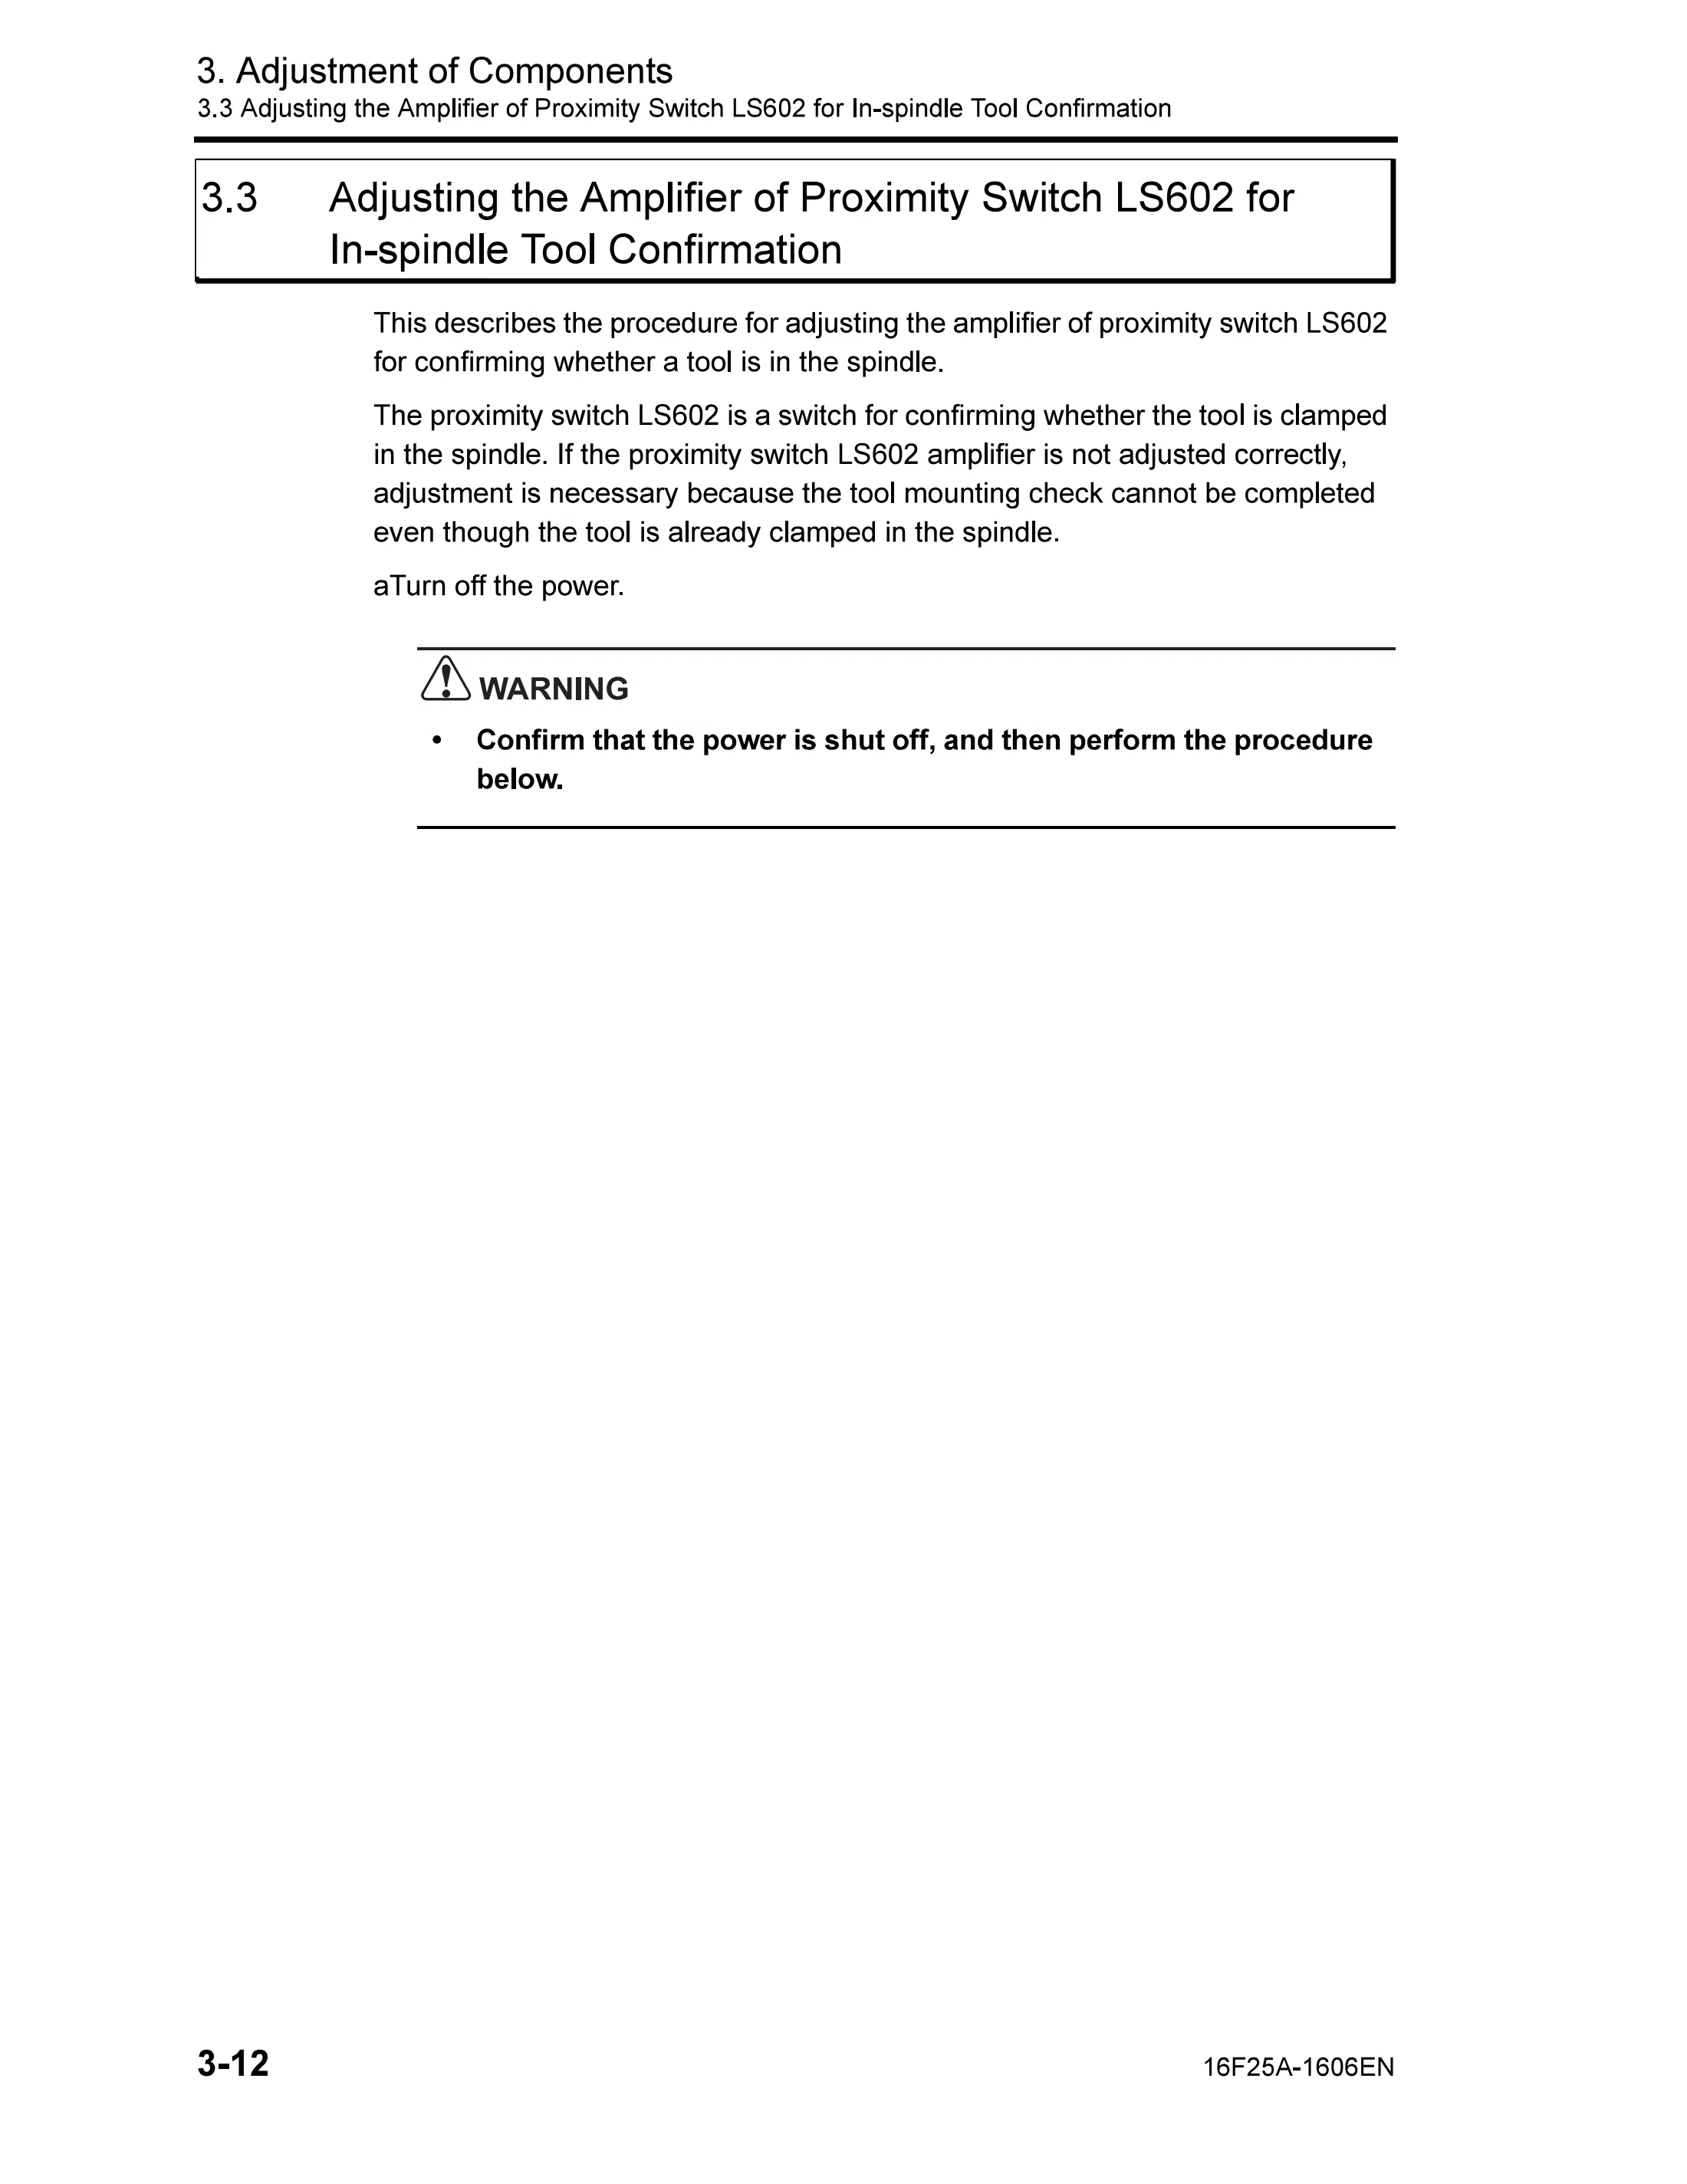 3. Adjustment of Components
3.3 Adjusting the Amplifier of Proximity Switch LS602 for In-spindle Tool Confirmation
3.3 Adjusting the Amplifier of Proximity Switch LS602 for
In-spindle Tool Confirmation
This describes the procedure for adjusting the amplifier of proximity switch LS602
for confirming whether a tool is in the spindle.
The proximity switch LS602 is a switch for confirming whether the tool is clamped
in the spindle. If the proximity switch LS602 amplifier is not adjusted correctly,
adjustment is necessary because the tool mounting check cannot be completed
even though the tool is already clamped in the spindle.
aTurn off the power.
WARNING
• Confirm that the power is shut off, and then perform the procedure
below.
3-12
16F25A-1606EN